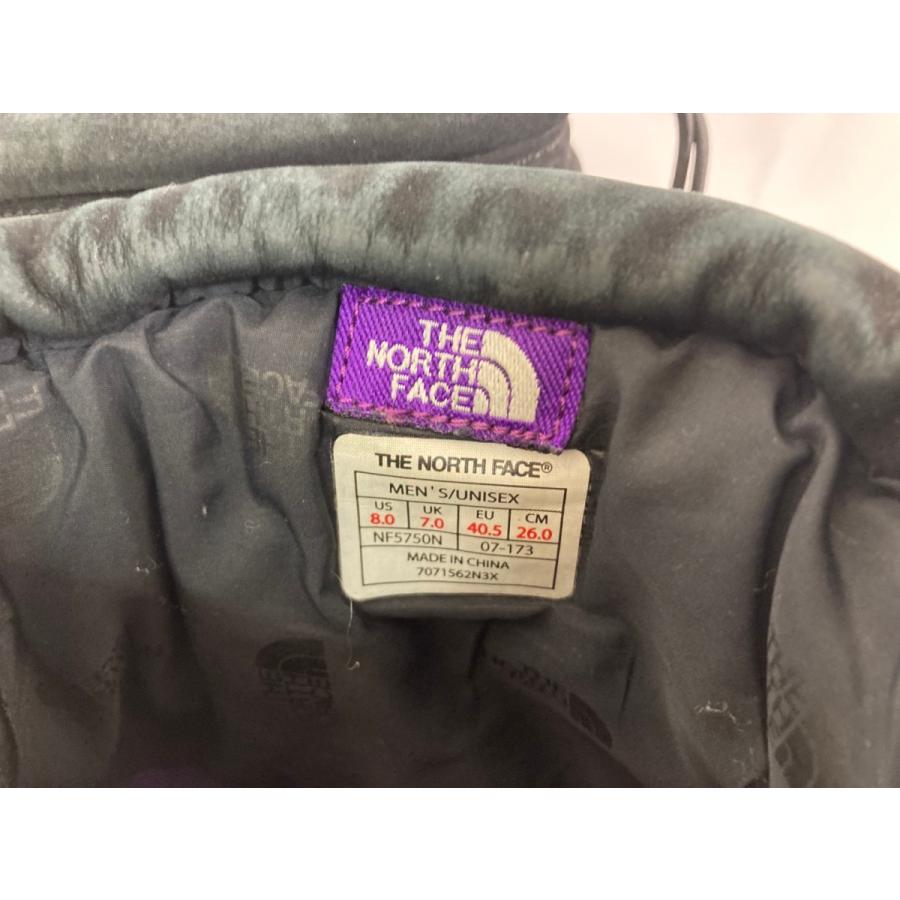 THE
NORTH
FACE
THE NORTH FACE®
MEN'S/UNISEX
US UK EU CM
8.0 7.0 40.5 26.0
NF5750N 07-173
MADE IN CHINA
7071562N3X